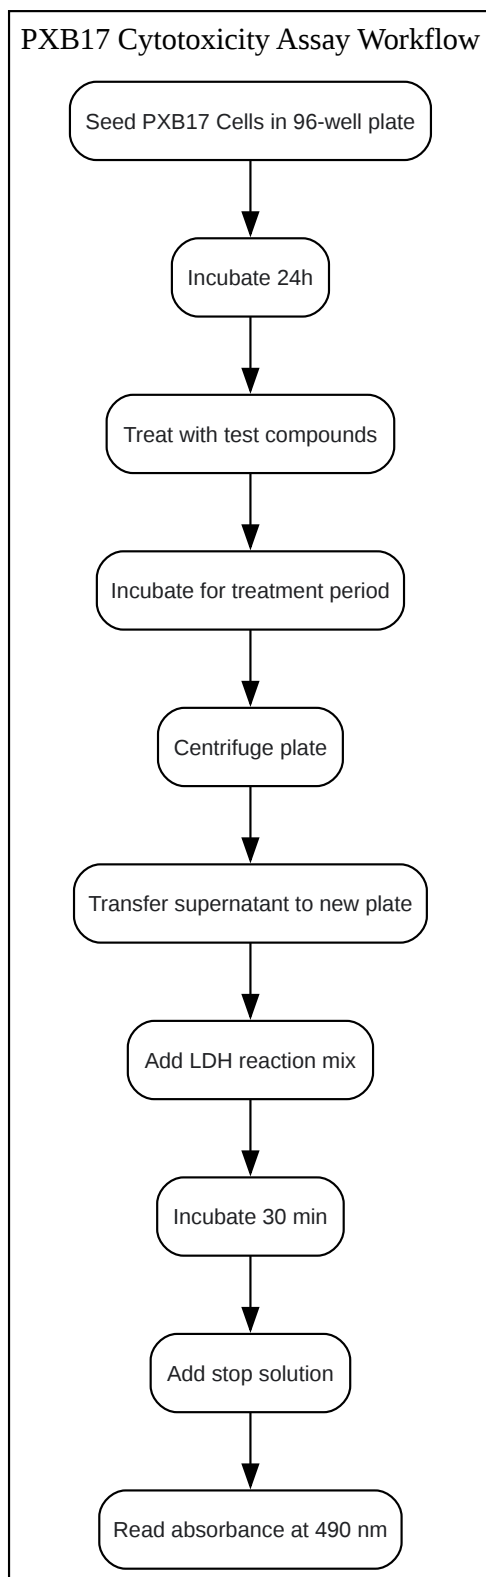 PXB17 Cytotoxicity Assay Workflow
Seed PXB17 Cells in 96-well plate
Incubate 24h
Treat with test compounds
Incubate for treatment period
Centrifuge plate
Transfer supernatant to new plate
Add LDH reaction mix
Incubate 30 min
Add stop solution
Read absorbance at 490 nm